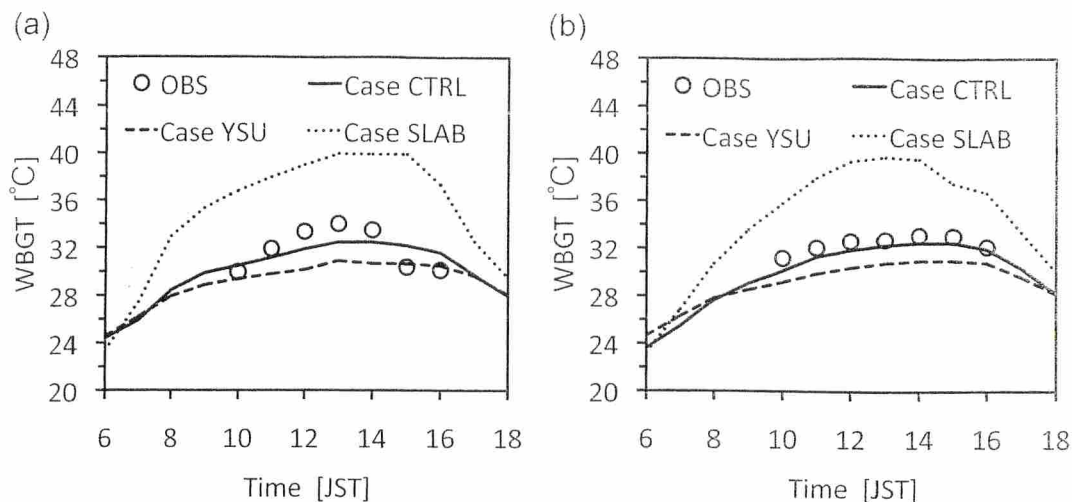 (a)
48
44
40
36
32
28
24
20
WBGT [°C]
OBS
Case CTRL
Case YSU
Case SLAB
6 8 10 12 14 16 18
Time [JST]
(b)
48
44
40
36
32
28
24
20
WBGT [°C]
OBS
Case CTRL
Case YSU
Case SLAB
6 8 10 12 14 16 18
Time [JST]